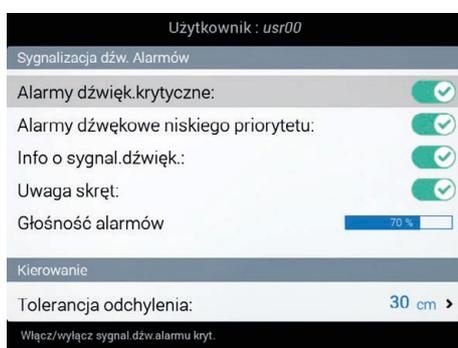 Użytkownik : usr00
Sygnalizacja dźw. Alarmów
Alarmy dźwięk.krytyczne:
Alarmy dźwękowe niskiego priorytetu:
Info o sygnal.dźwięk.:
Uwaga skręt:
Głośność alarmów 70 %
Kierowanie
Tolerancja odchylenia: 30 cm >
Włącz/wyłącz sygnal.dźw.alarmu kryt.